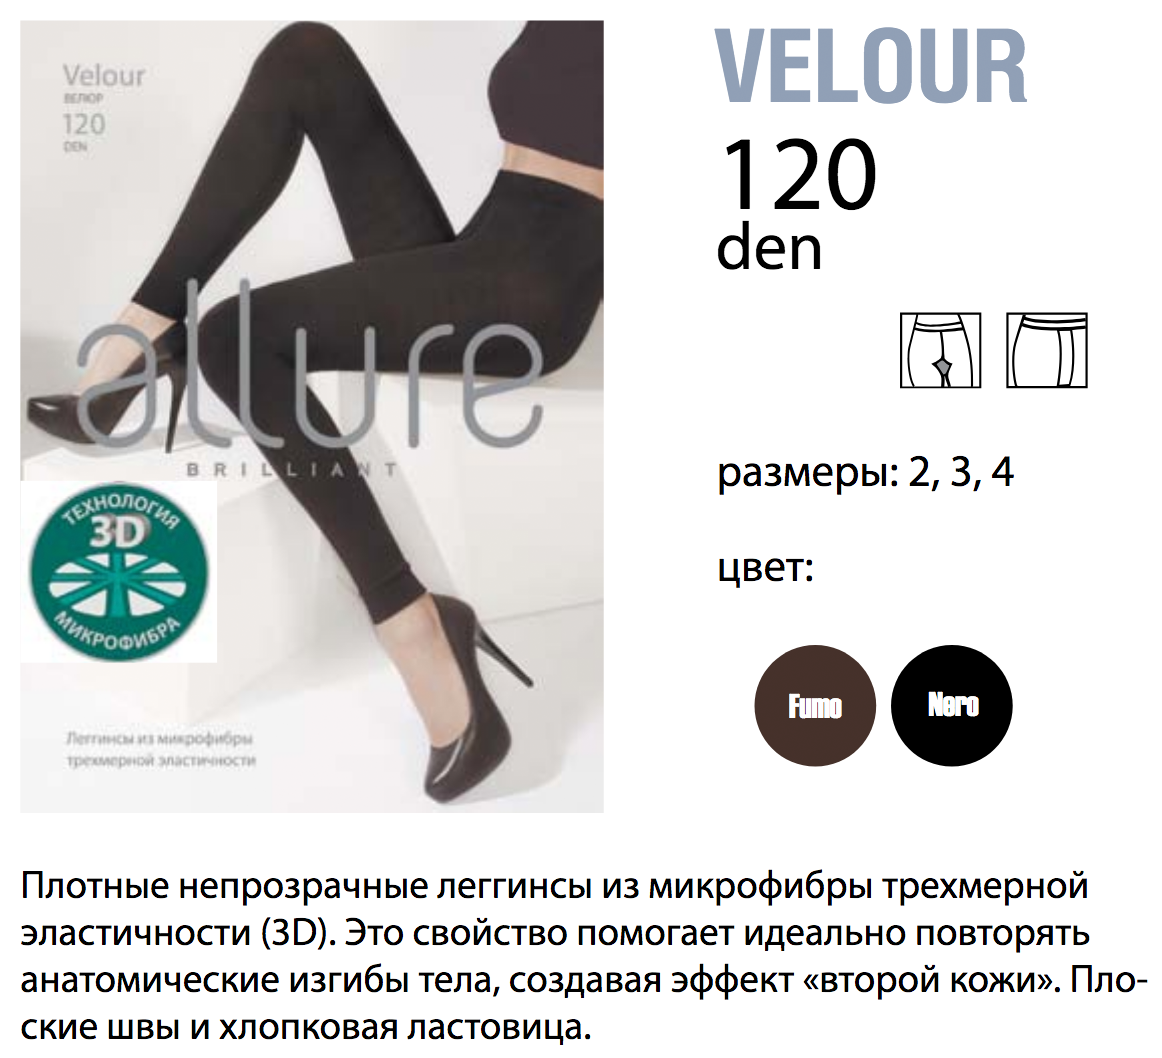 Velour
ВЕЛЮР
120
DEN
allure
BRILLIANT
ТЕХНОЛОГИЯ
3D
МИКРОФИБРА
Леггинсы из микрофибры
трехмерной эластичности
VELOUR
120
den
размеры: 2, 3, 4
цвет:
Fumo
Nero
Плотные непрозрачные леггинсы из микрофибры трехмерной
эластичности (3D). Это свойство помогает идеально повторять
анатомические изгибы тела, создавая эффект «второй кожи». Пло-
ские швы и хлопковая ластовица.